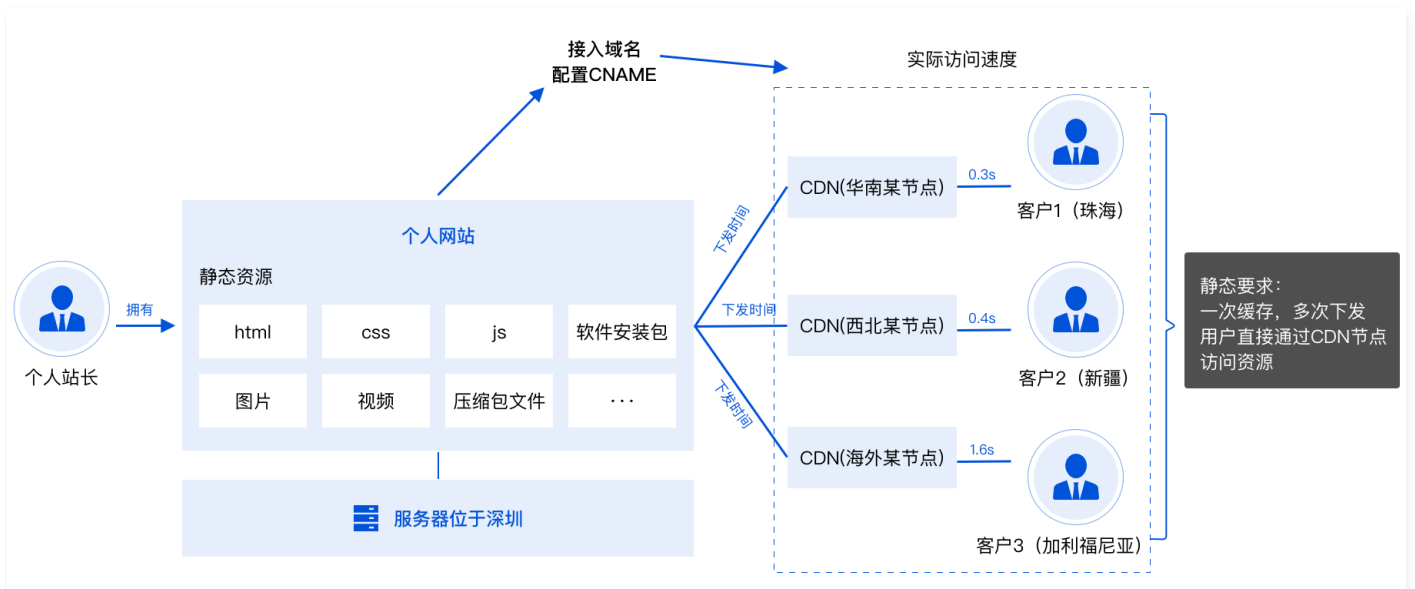 接入域名
配置CNAME
实际访问速度
个人网站
静态资源
html
css
js
软件安装包
图片
视频
压缩包文件
···
拥有
个人站长
服务器位于深圳
下发时间
下发时间
下发时间
CDN(华南某节点)
0.3s
客户1（珠海）
CDN(西北某节点)
0.4s
客户2（新疆）
CDN(海外某节点)
1.6s
客户3（加利福尼亚）
静态要求：
一次缓存，多次下发
用户直接通过CDN节点
访问资源